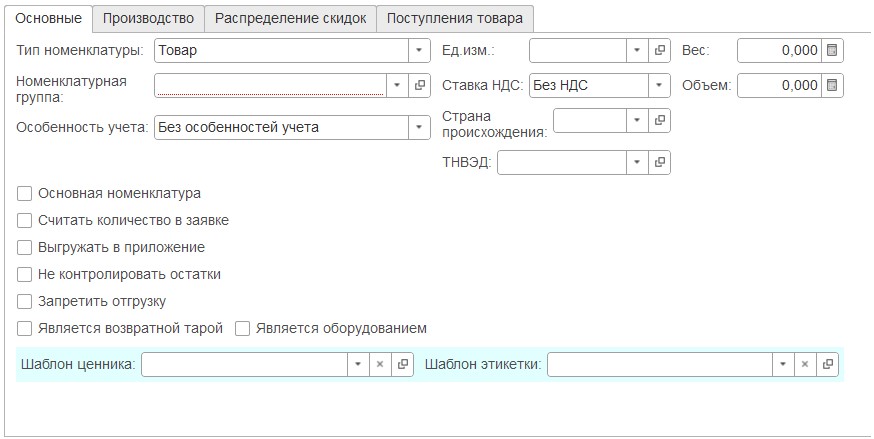 Основные Производство Распределение скидок Поступления товара
Тип номенклатуры: Товар Ед.изм.: Вес: 0,000
Номенклатурная группа: Ставка НДС: Без НДС Объем: 0,000
Особенность учета: Без особенностей учета Страна происхождения:
ТНВЭД:
Основная номенклатура
Считать количество в заявке
Выгружать в приложение
Не контролировать остатки
Запретить отгрузку
Является возвратной тарой Является оборудованием
Шаблон ценника: Шаблон этикетки: